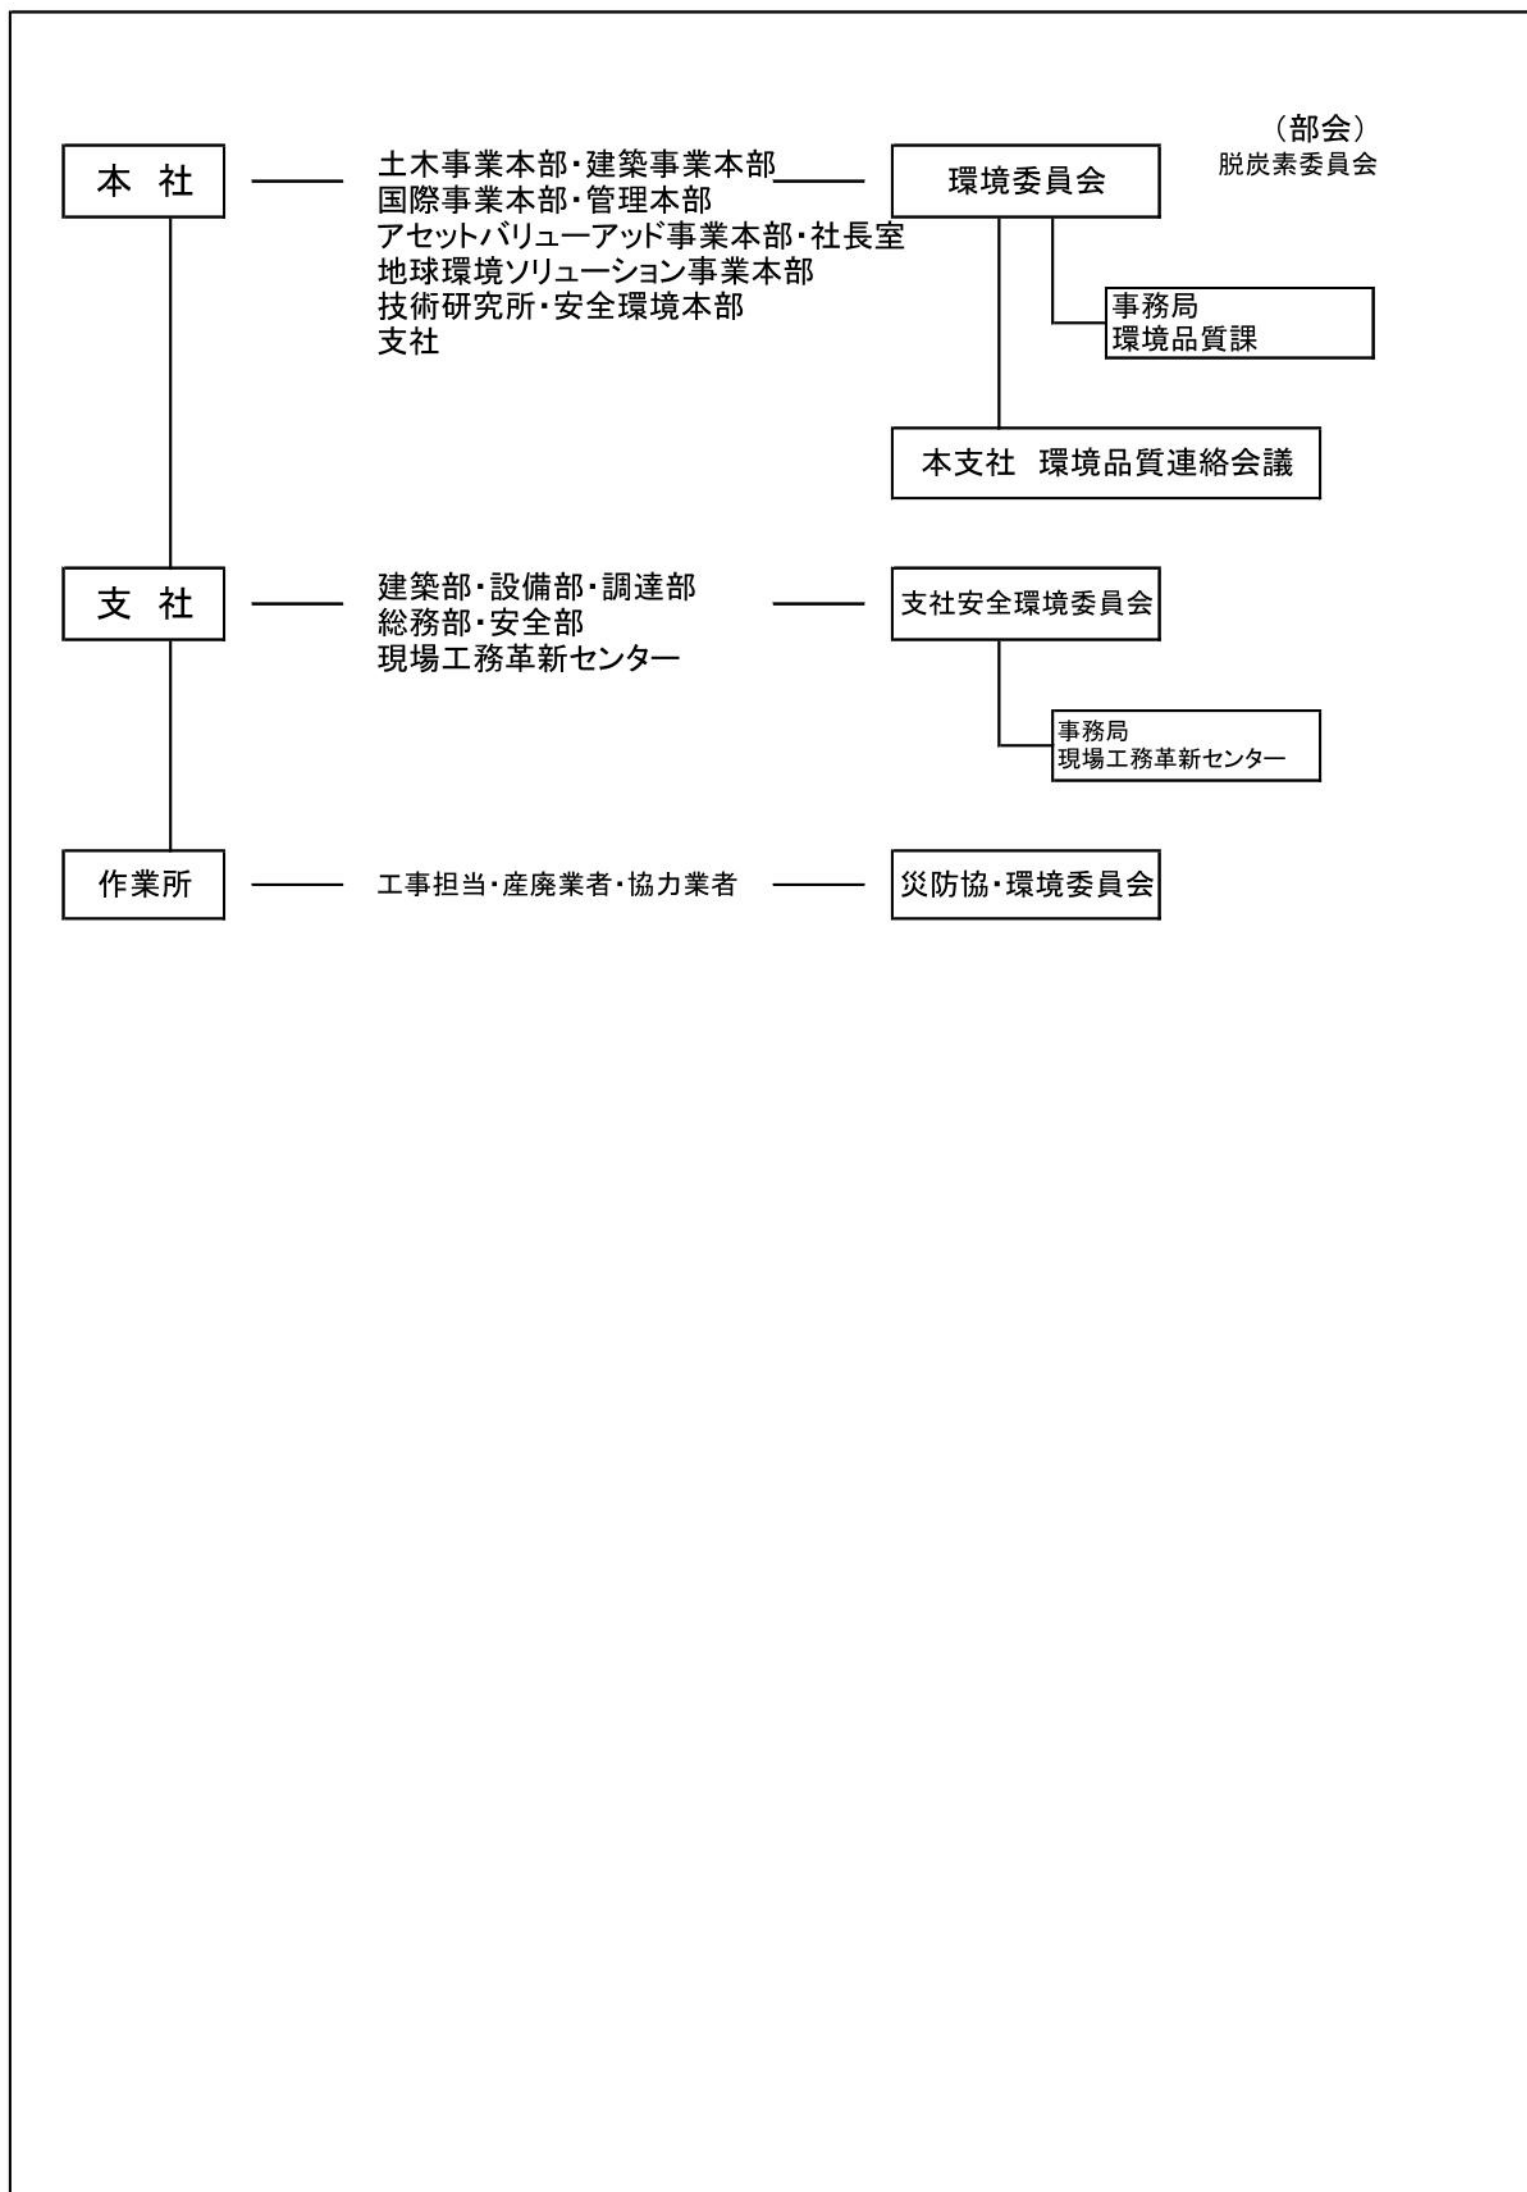 （部会）
脱炭素委員会
本　社
土木事業本部・建築事業本部
国際事業本部・管理本部
アセットバリューアッド事業本部・社長室
地球環境ソリューション事業本部
技術研究所・安全環境本部
支社
環境委員会
事務局
環境品質課
本支社　環境品質連絡会議
支　社
建築部・設備部・調達部
総務部・安全部
現場工務革新センター
支社安全環境委員会
事務局
現場工務革新センター
作業所
工事担当・産廃業者・協力業者
災防協・環境委員会